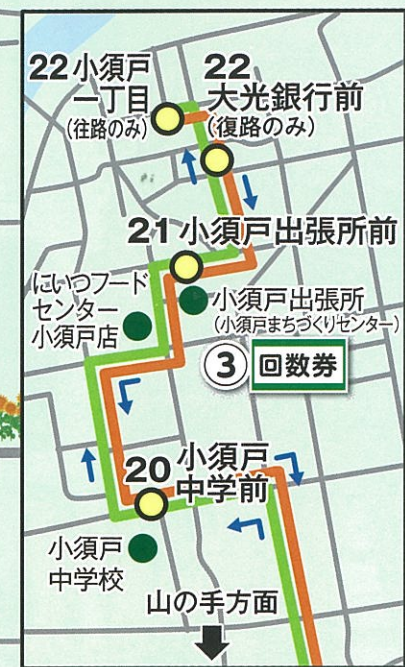 22小須戸
一丁目
(往路のみ)
22
大光銀行前
(復路のみ)
21小須戸出張所前
にいつフード
センター
小須戸店
小須戸出張所
(小須戸まちづくりセンター)
③ 回数券
20 小須戸
中学前
小須戸
中学校
山の手方面